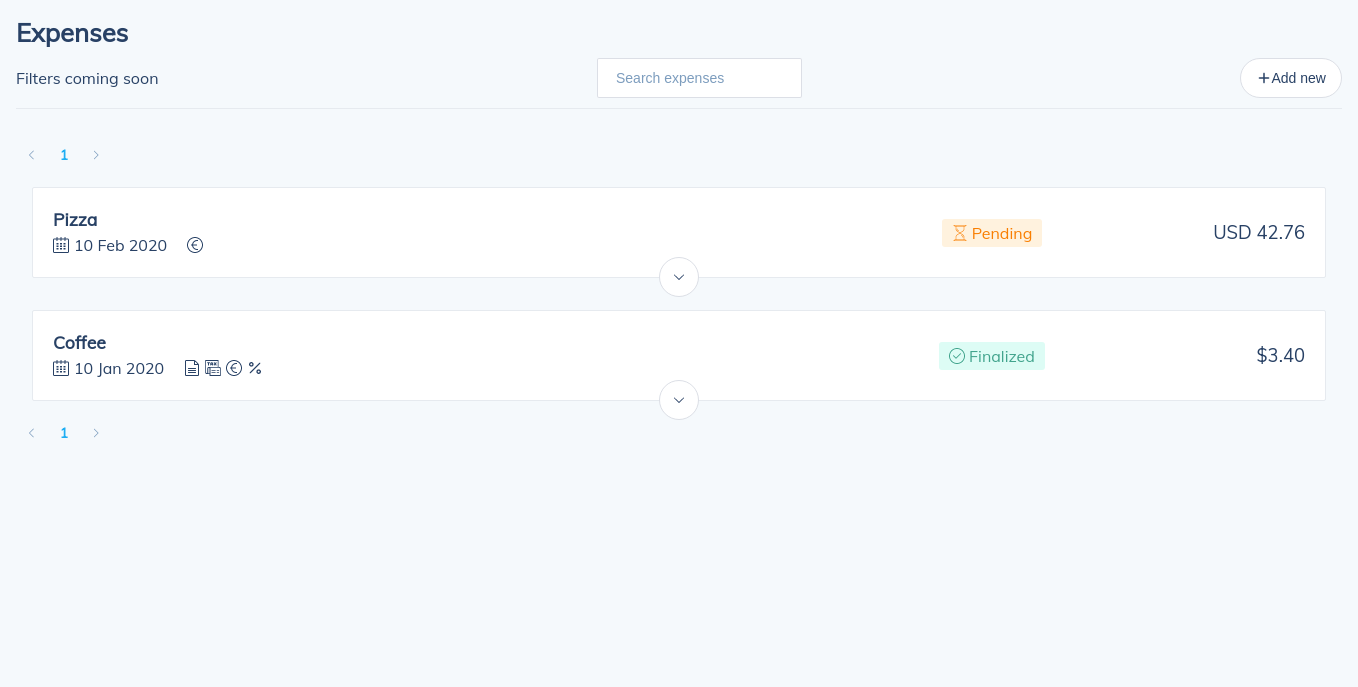 Expenses
Filters coming soon
Search expenses
+Add new
1
Pizza
10 Feb 2020
Pending
USD 42.76
Coffee
10 Jan 2020
Finalized
$3.40
1